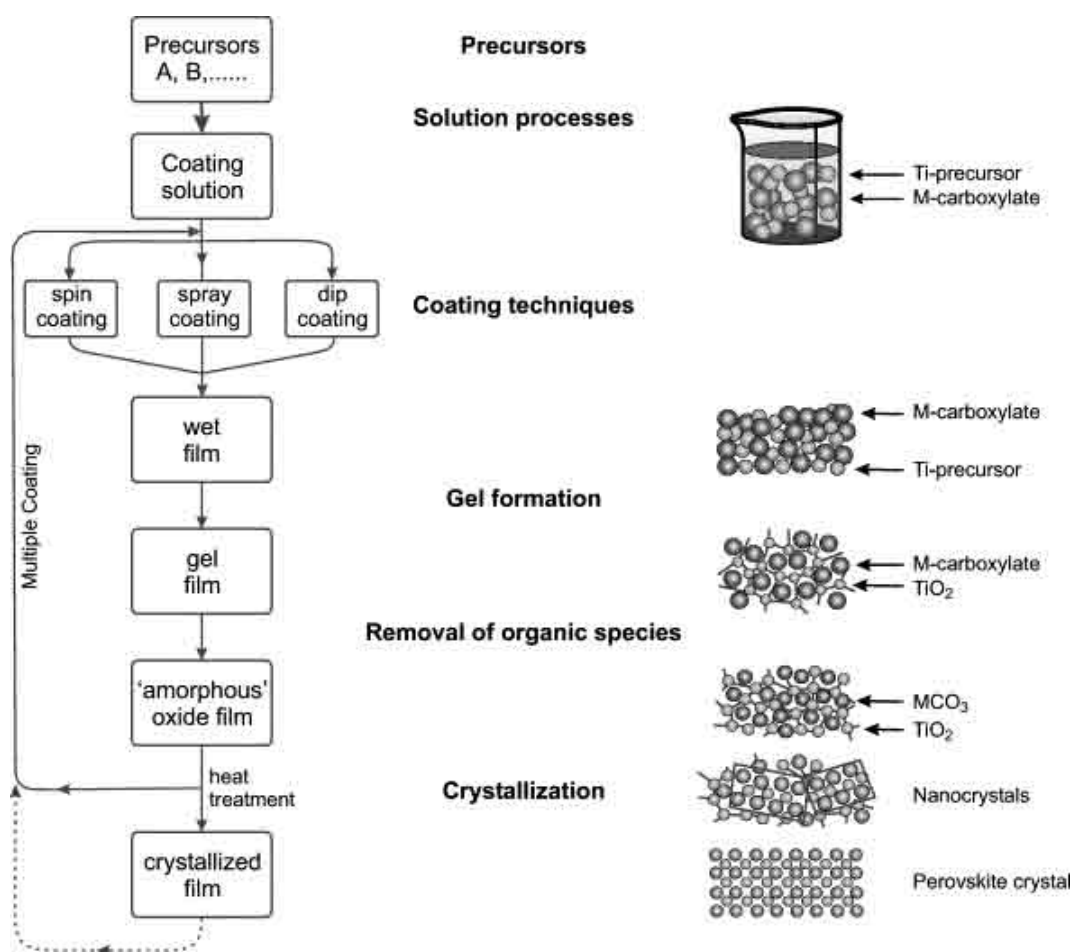 Precursors
A, B,......
Precursors
Solution processes
Coating
solution
Ti-precursor
M-carboxylate
spin
coating
spray
coating
dip
coating
Coating techniques
wet
film
M-carboxylate
Ti-precursor
Gel formation
Multiple Coating
gel
film
M-carboxylate
TiO₂
Removal of organic species
'amorphous'
oxide film
MCO₃
TiO₂
heat
treatment
Crystallization
Nanocrystals
crystallized
film
Perovskite crystal